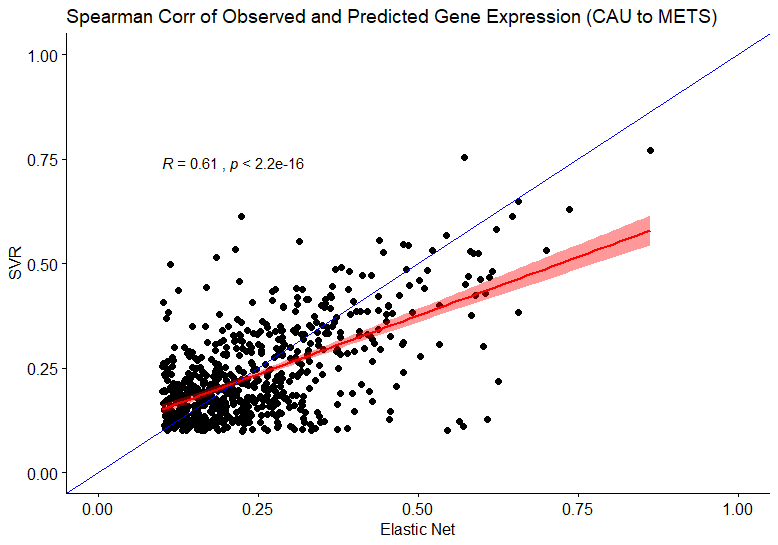 Spearman Corr of Observed and Predicted Gene Expression (CAU to METS)
1.00
0.75
R = 0.61 , p < 2.2e-16
SVR
0.50
0.25
0.00
0.00 0.25 0.50 0.75 1.00
Elastic Net